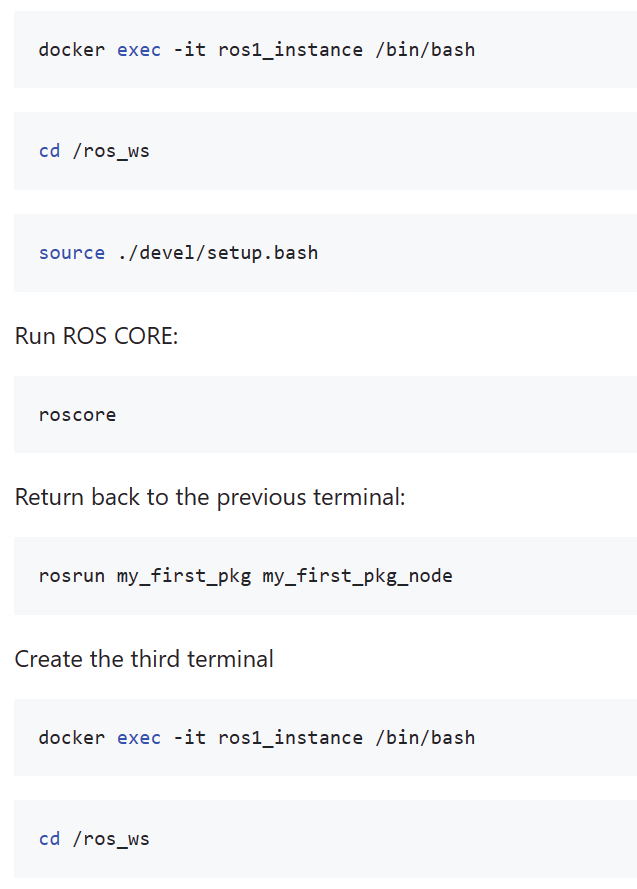 docker exec -it ros1_instance /bin/bash
cd /ros_ws
source ./devel/setup.bash
Run ROS CORE:
roscore
Return back to the previous terminal:
rosrun my_first_pkg my_first_pkg_node
Create the third terminal
docker exec -it ros1_instance /bin/bash
cd /ros_ws